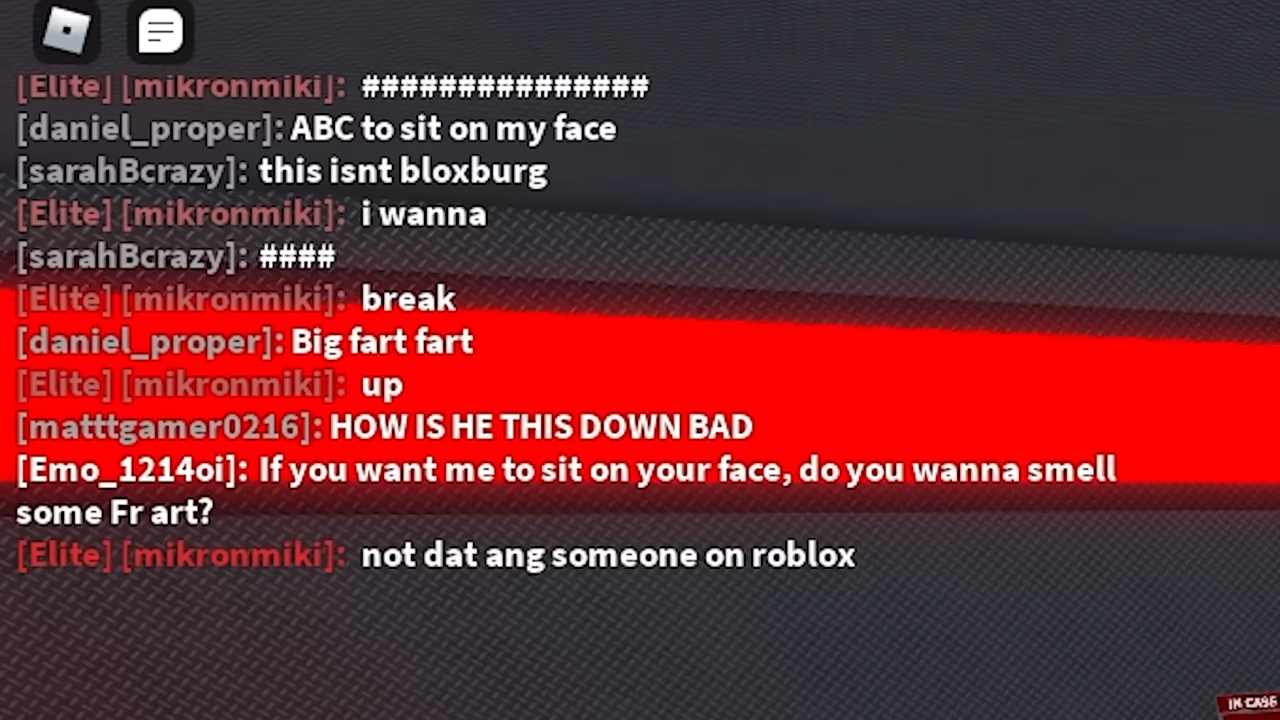 [Elite] [mikronmiki]: ###############
[daniel_proper]: ABC to sit on my face
[sarahBcrazy]: this isnt bloxburg
[Elite] [mikronmiki]: i wanna
[sarahBcrazy]: ####
[Elite] [mikronmiki]: break
[daniel_proper]: Big fart fart
[Elite] [mikronmiki]: up
[matttgamer0216]: HOW IS HE THIS DOWN BAD
[Emo_1214oi]: If you want me to sit on your face, do you wanna smell
some Fr art?
[Elite] [mikronmiki]: not dat ang someone on roblox
IN CASE